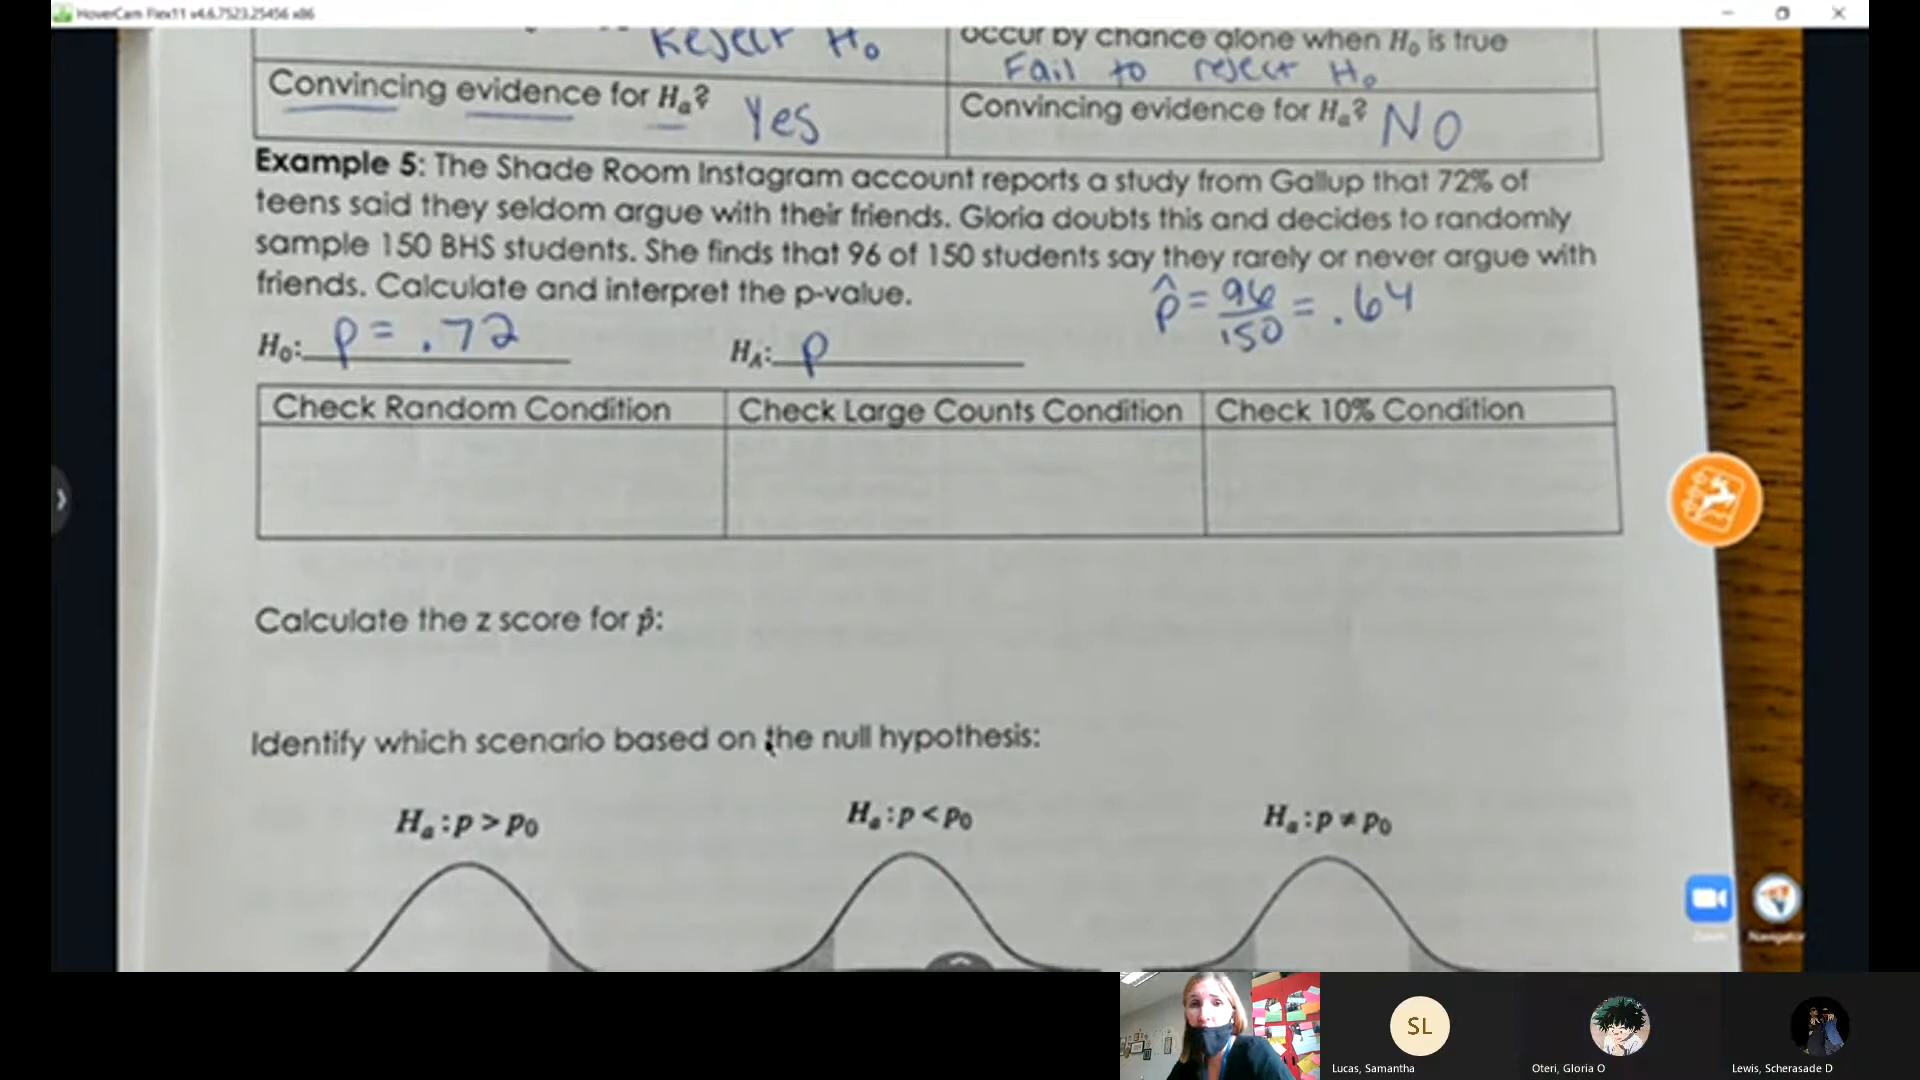 HoverCam Flex11 v4.6.7523.25456 x86
Reject H₀
occur by chance alone when H₀ is true
Fail to reject H₀
Convincing evidence for Hₐ? Yes
Convincing evidence for Hₐ? NO
Example 5: The Shade Room Instagram account reports a study from Gallup that 72% of
teens said they seldom argue with their friends. Gloria doubts this and decides to randomly
sample 150 BHS students. She finds that 96 of 150 students say they rarely or never argue with
friends. Calculate and interpret the p-value.
p̂ = 96/150 = .64
H₀: p = .72
H_A: p
Check Random Condition
Check Large Counts Condition
Check 10% Condition
Calculate the z score for p̂:
Identify which scenario based on the null hypothesis:
Hₐ : p > p₀
Hₐ : p < p₀
Hₐ : p ≠ p₀
Zoom
Navigator
SL
Lucas, Samantha
Oteri, Gloria O
Lewis, Scherasade D